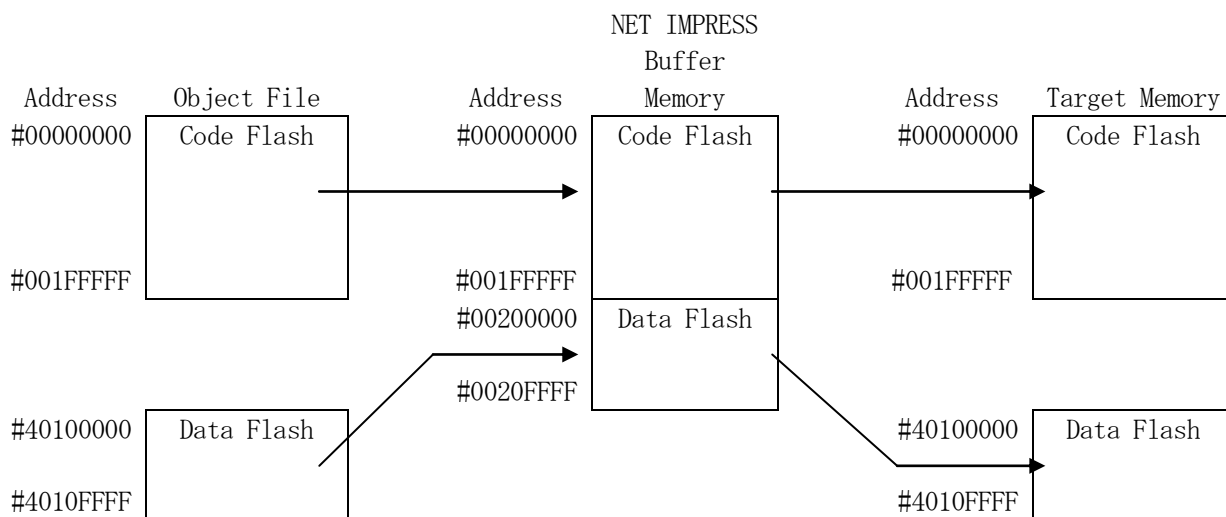 NET IMPRESS
Buffer
Address Object File Address Memory Address Target Memory
#00000000 Code Flash #00000000 Code Flash #00000000 Code Flash
#001FFFFF #001FFFFF #001FFFFF
#00200000 Data Flash
#0020FFFF
#40100000 Data Flash #40100000 Data Flash
#4010FFFF #4010FFFF